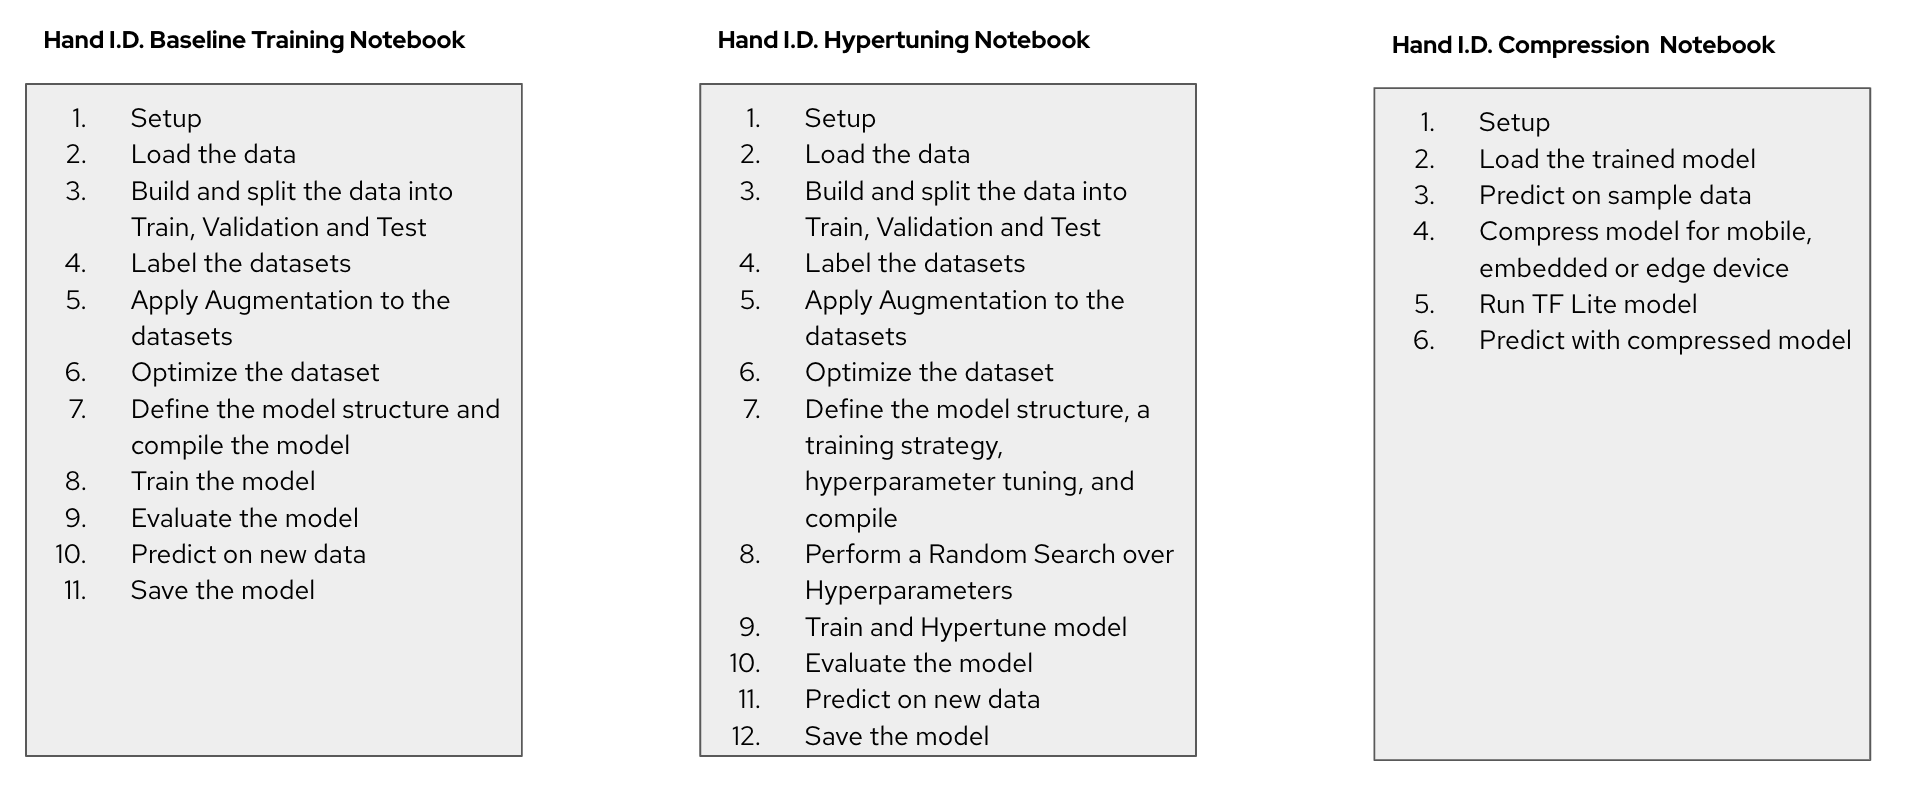 Hand I.D. Baseline Training Notebook
1. Setup
2. Load the data
3. Build and split the data into
Train, Validation and Test
4. Label the datasets
5. Apply Augmentation to the
datasets
6. Optimize the dataset
7. Define the model structure and
compile the model
8. Train the model
9. Evaluate the model
10. Predict on new data
11. Save the model
Hand I.D. Hypertuning Notebook
1. Setup
2. Load the data
3. Build and split the data into
Train, Validation and Test
4. Label the datasets
5. Apply Augmentation to the
datasets
6. Optimize the dataset
7. Define the model structure, a
training strategy,
hyperparameter tuning, and
compile
8. Perform a Random Search over
Hyperparameters
9. Train and Hypertune model
10. Evaluate the model
11. Predict on new data
12. Save the model
Hand I.D. Compression  Notebook
1. Setup
2. Load the trained model
3. Predict on sample data
4. Compress model for mobile,
embedded or edge device
5. Run TF Lite model
6. Predict with compressed model